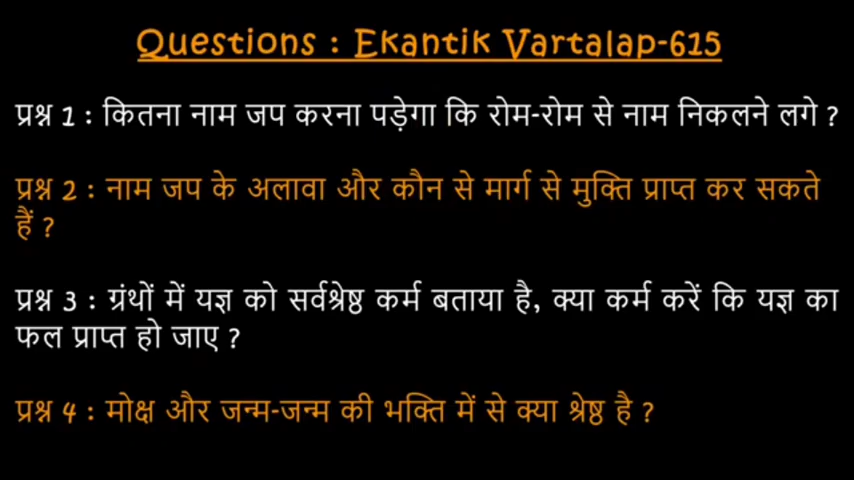 Questions : Ekantik Vartalap-615
प्रश्न 1 : कितना नाम जप करना पड़ेगा कि रोम-रोम से नाम निकलने लगे ?
प्रश्न 2 : नाम जप के अलावा और कौन से मार्ग से मुक्ति प्राप्त कर सकते
हैं ?
प्रश्न 3 : ग्रंथों में यज्ञ को सर्वश्रेष्ठ कर्म बताया है, क्या कर्म करें कि यज्ञ का
फल प्राप्त हो जाए ?
प्रश्न 4 : मोक्ष और जन्म-जन्म की भक्ति में से क्या श्रेष्ठ है ?